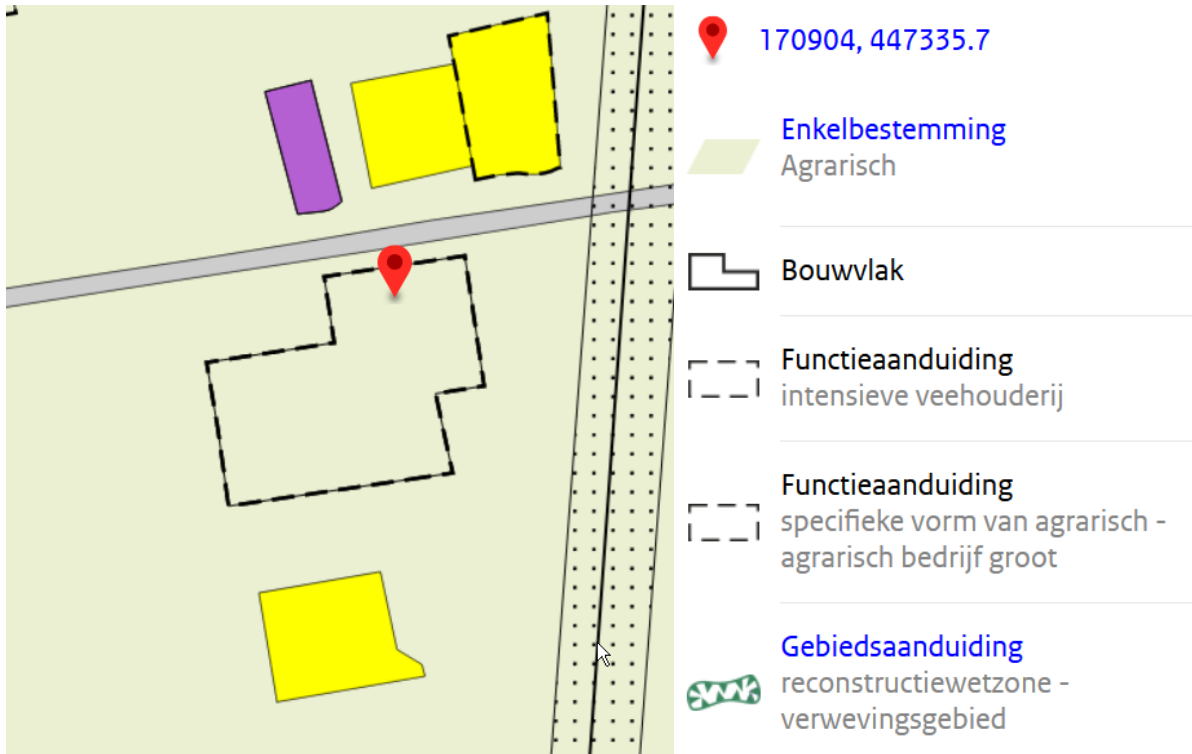 170904, 447335.7
Enkelbestemming
Agrarisch
Bouwvlak
Functieaanduiding
intensieve veehouderij
Functieaanduiding
specifieke vorm van agrarisch -
agrarisch bedrijf groot
Gebiedsaanduiding
reconstructiewetzone -
verwevingsgebied